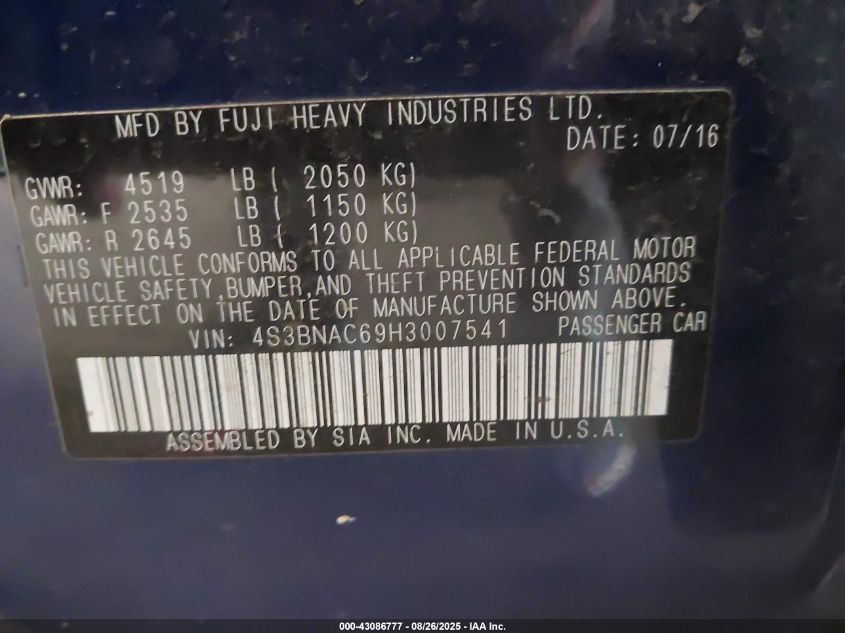 MFD BY FUJI HEAVY INDUSTRIES LTD.
DATE: 07/16
GVWR: 4519 LB ( 2050 KG)
GAWR: F 2535 LB ( 1150 KG)
GAWR: R 2645 LB ( 1200 KG)
THIS VEHICLE CONFORMS TO ALL APPLICABLE FEDERAL MOTOR
VEHICLE SAFETY,BUMPER,AND THEFT PREVENTION STANDARDS
IN EFFECT ON THE DATE OF MANUFACTURE SHOWN ABOVE.
VIN: 4S3BNAC69H3007541 PASSENGER CAR
ASSEMBLED BY SIA INC. MADE IN U.S.A.
000-43086777 - 08/26/2025 - IAA Inc.